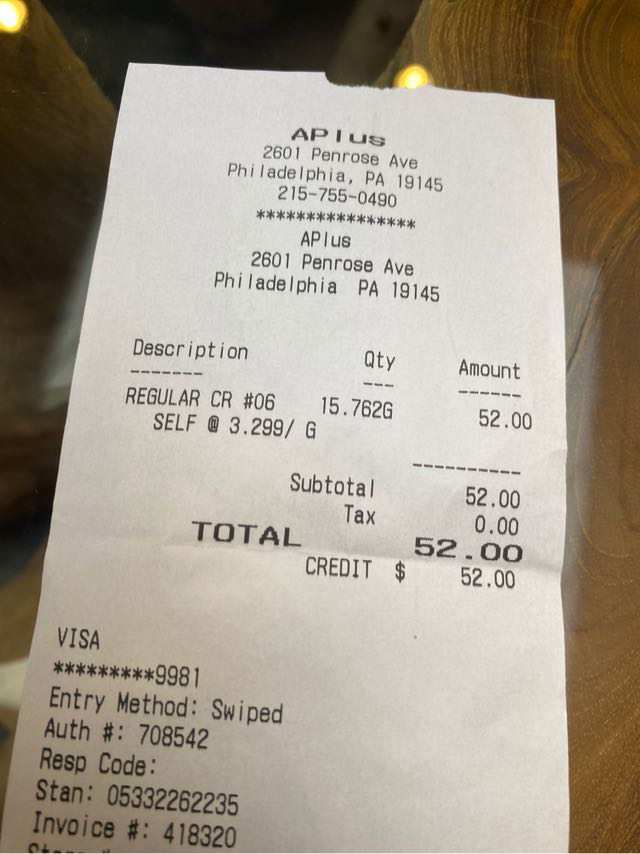 APlus
2601 Penrose Ave
Philadelphia, PA 19145
215-755-0490
****************
APlus
2601 Penrose Ave
Philadelphia PA 19145
Description Qty Amount
------- --- ------
REGULAR CR #06 15.762G 52.00
SELF @ 3.299/ G
----------
Subtotal 52.00
Tax 0.00
TOTAL 52.00
CREDIT $ 52.00
VISA
*********9981
Entry Method: Swiped
Auth #: 708542
Resp Code:
Stan: 05332262235
Invoice #: 418320